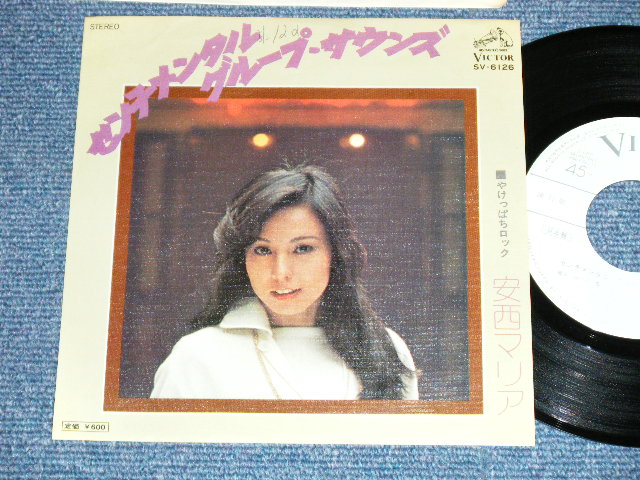 STEREO
センチメンタル
グループ・サウンズ
VICTOR
SV-6126
やけっぱちロック
安西マリア
定価 ¥600
VI
45